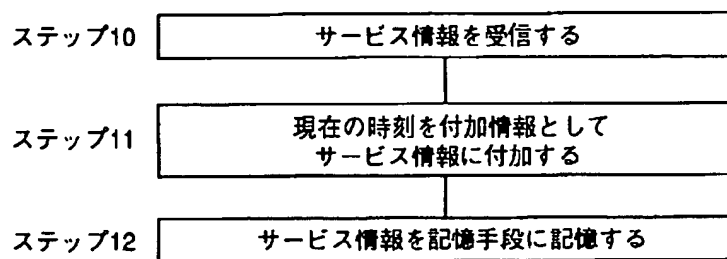 ステップ10
サービス情報を受信する
ステップ11
現在の時刻を付加情報として
サービス情報に付加する
ステップ12
サービス情報を記憶手段に記憶する